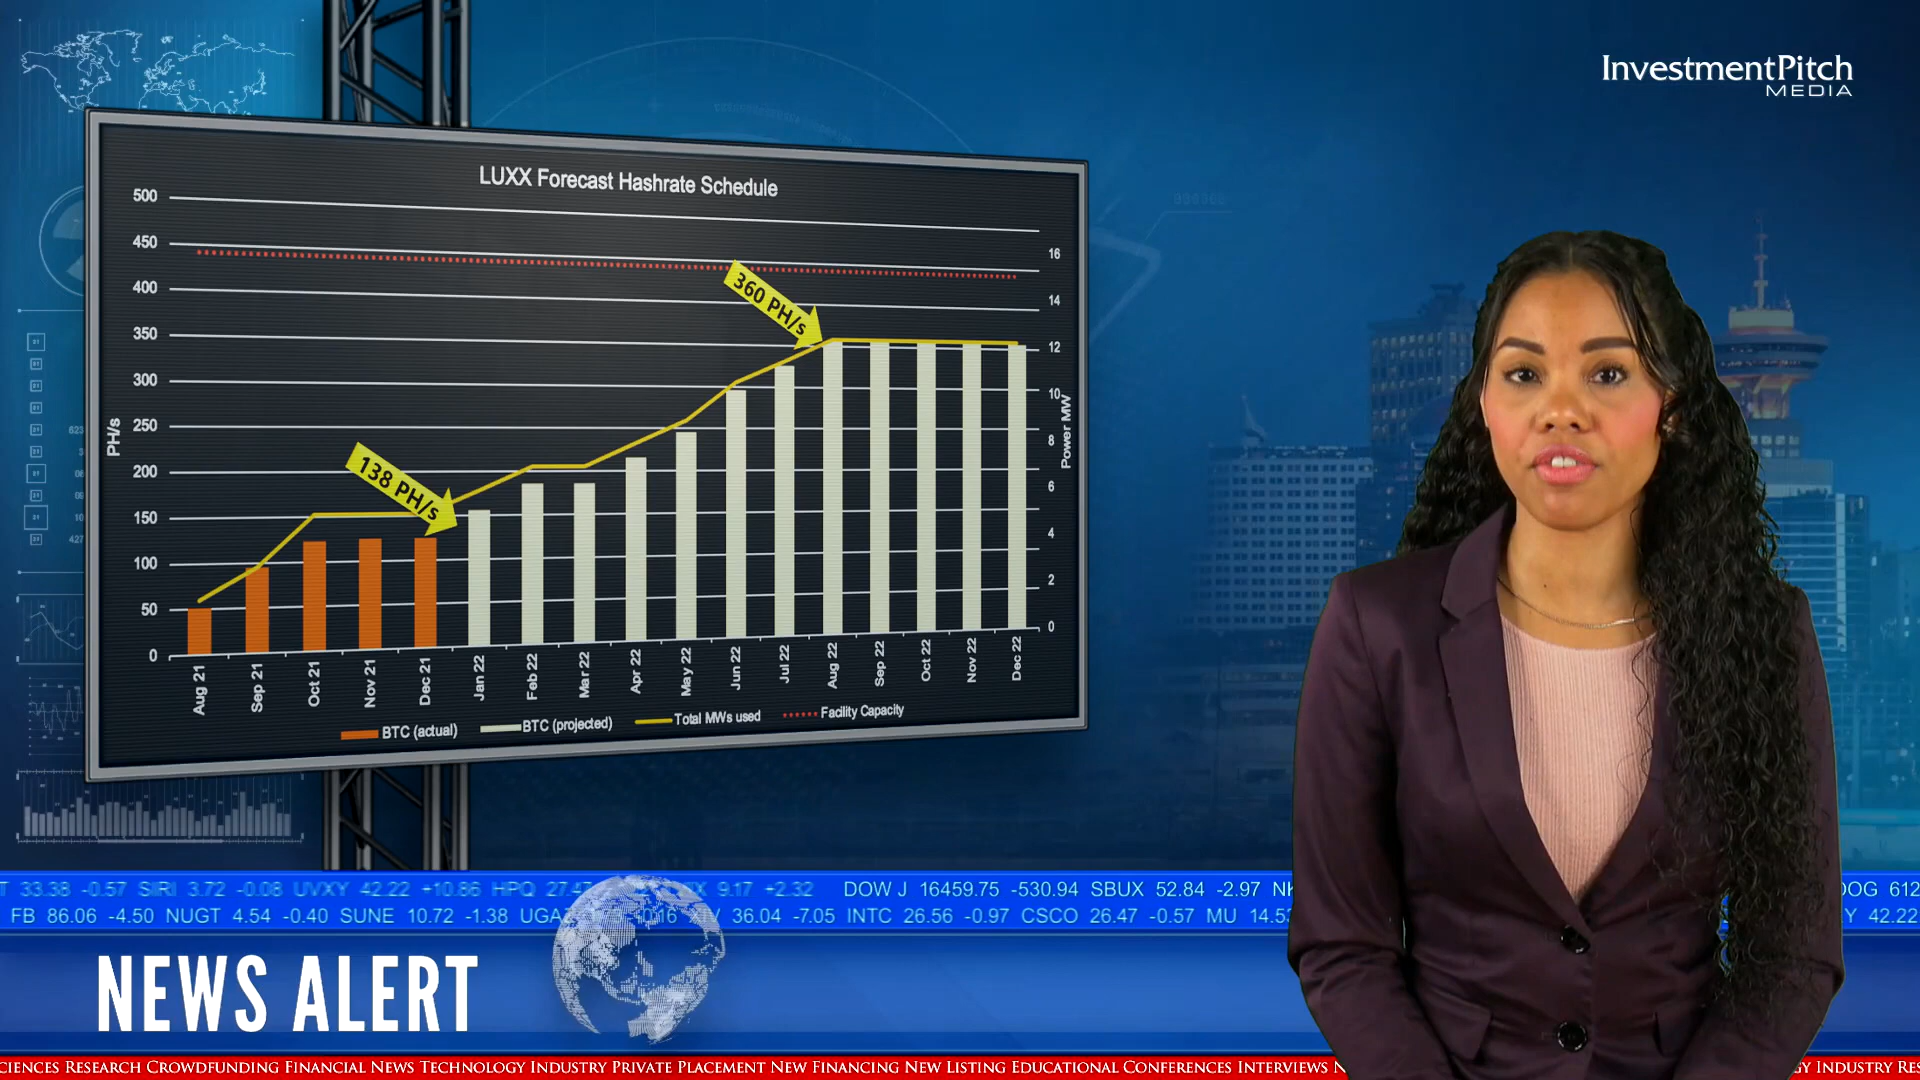 InvestmentPitch
MEDIA
LUXX Forecast Hashrate Schedule
500
450
400
350
300
250
200
150
100
50
0
PH/s
16
14
12
10
8
6
4
2
0
Power MW
138 PH/s
360 PH/s
Aug 21
Sep 21
Oct 21
Nov 21
Dec 21
Jan 22
Feb 22
Mar 22
Apr 22
May 22
Jun 22
Jul 22
Aug 22
Sep 22
Oct 22
Nov 22
Dec 22
BTC (actual) BTC (projected) Total MWs used Facility Capacity
33.38 -0.57 SIRI 3.72 -0.08 UVXY 42.22 +10.86 HPQ 9.17 +2.32 DOW J 16459.75 -530.94 SBUX 52.84 -2.97 612
FB 86.06 -4.50 NUGT 4.54 -0.40 SUNE 10.72 -1.38 36.04 -7.05 INTC 26.56 -0.97 CSCO 26.47 -0.57 MU 42.22
NEWS ALERT
RESEARCH CROWDFUNDING FINANCIAL NEWS TECHNOLOGY INDUSTRY PRIVATE PLACEMENT NEW FINANCING NEW LISTING EDUCATIONAL CONFERENCES INTERVIEWS INDUSTRY